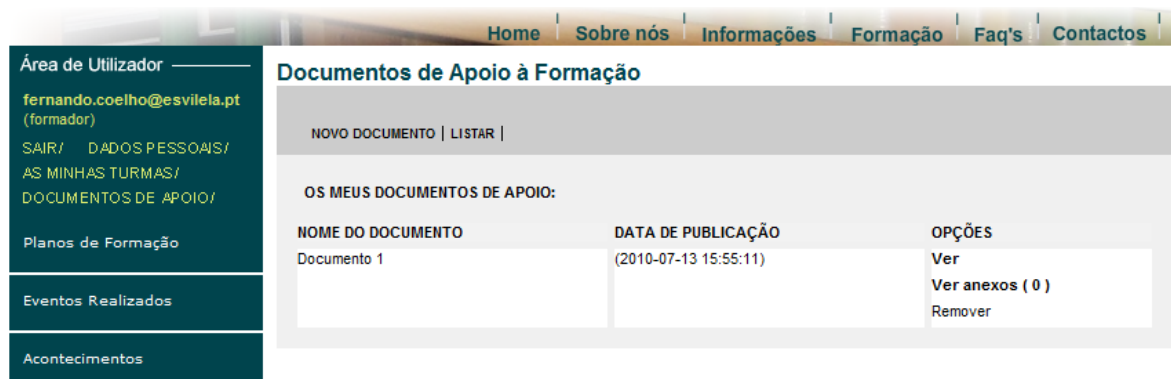 Home Sobre nós Informações Formação Faq's Contactos
Área de Utilizador
fernando.coelho@esvilela.pt
(formador)
SAIR/ DADOS PESSOAIS/
AS MINHAS TURMAS/
DOCUMENTOS DE APOIO/
Planos de Formação
Eventos Realizados
Acontecimentos
Documentos de Apoio à Formação
NOVO DOCUMENTO | LISTAR |
OS MEUS DOCUMENTOS DE APOIO:
NOME DO DOCUMENTO DATA DE PUBLICAÇÃO OPÇÕES
Documento 1 (2010-07-13 15:55:11) Ver
Ver anexos ( 0 )
Remover